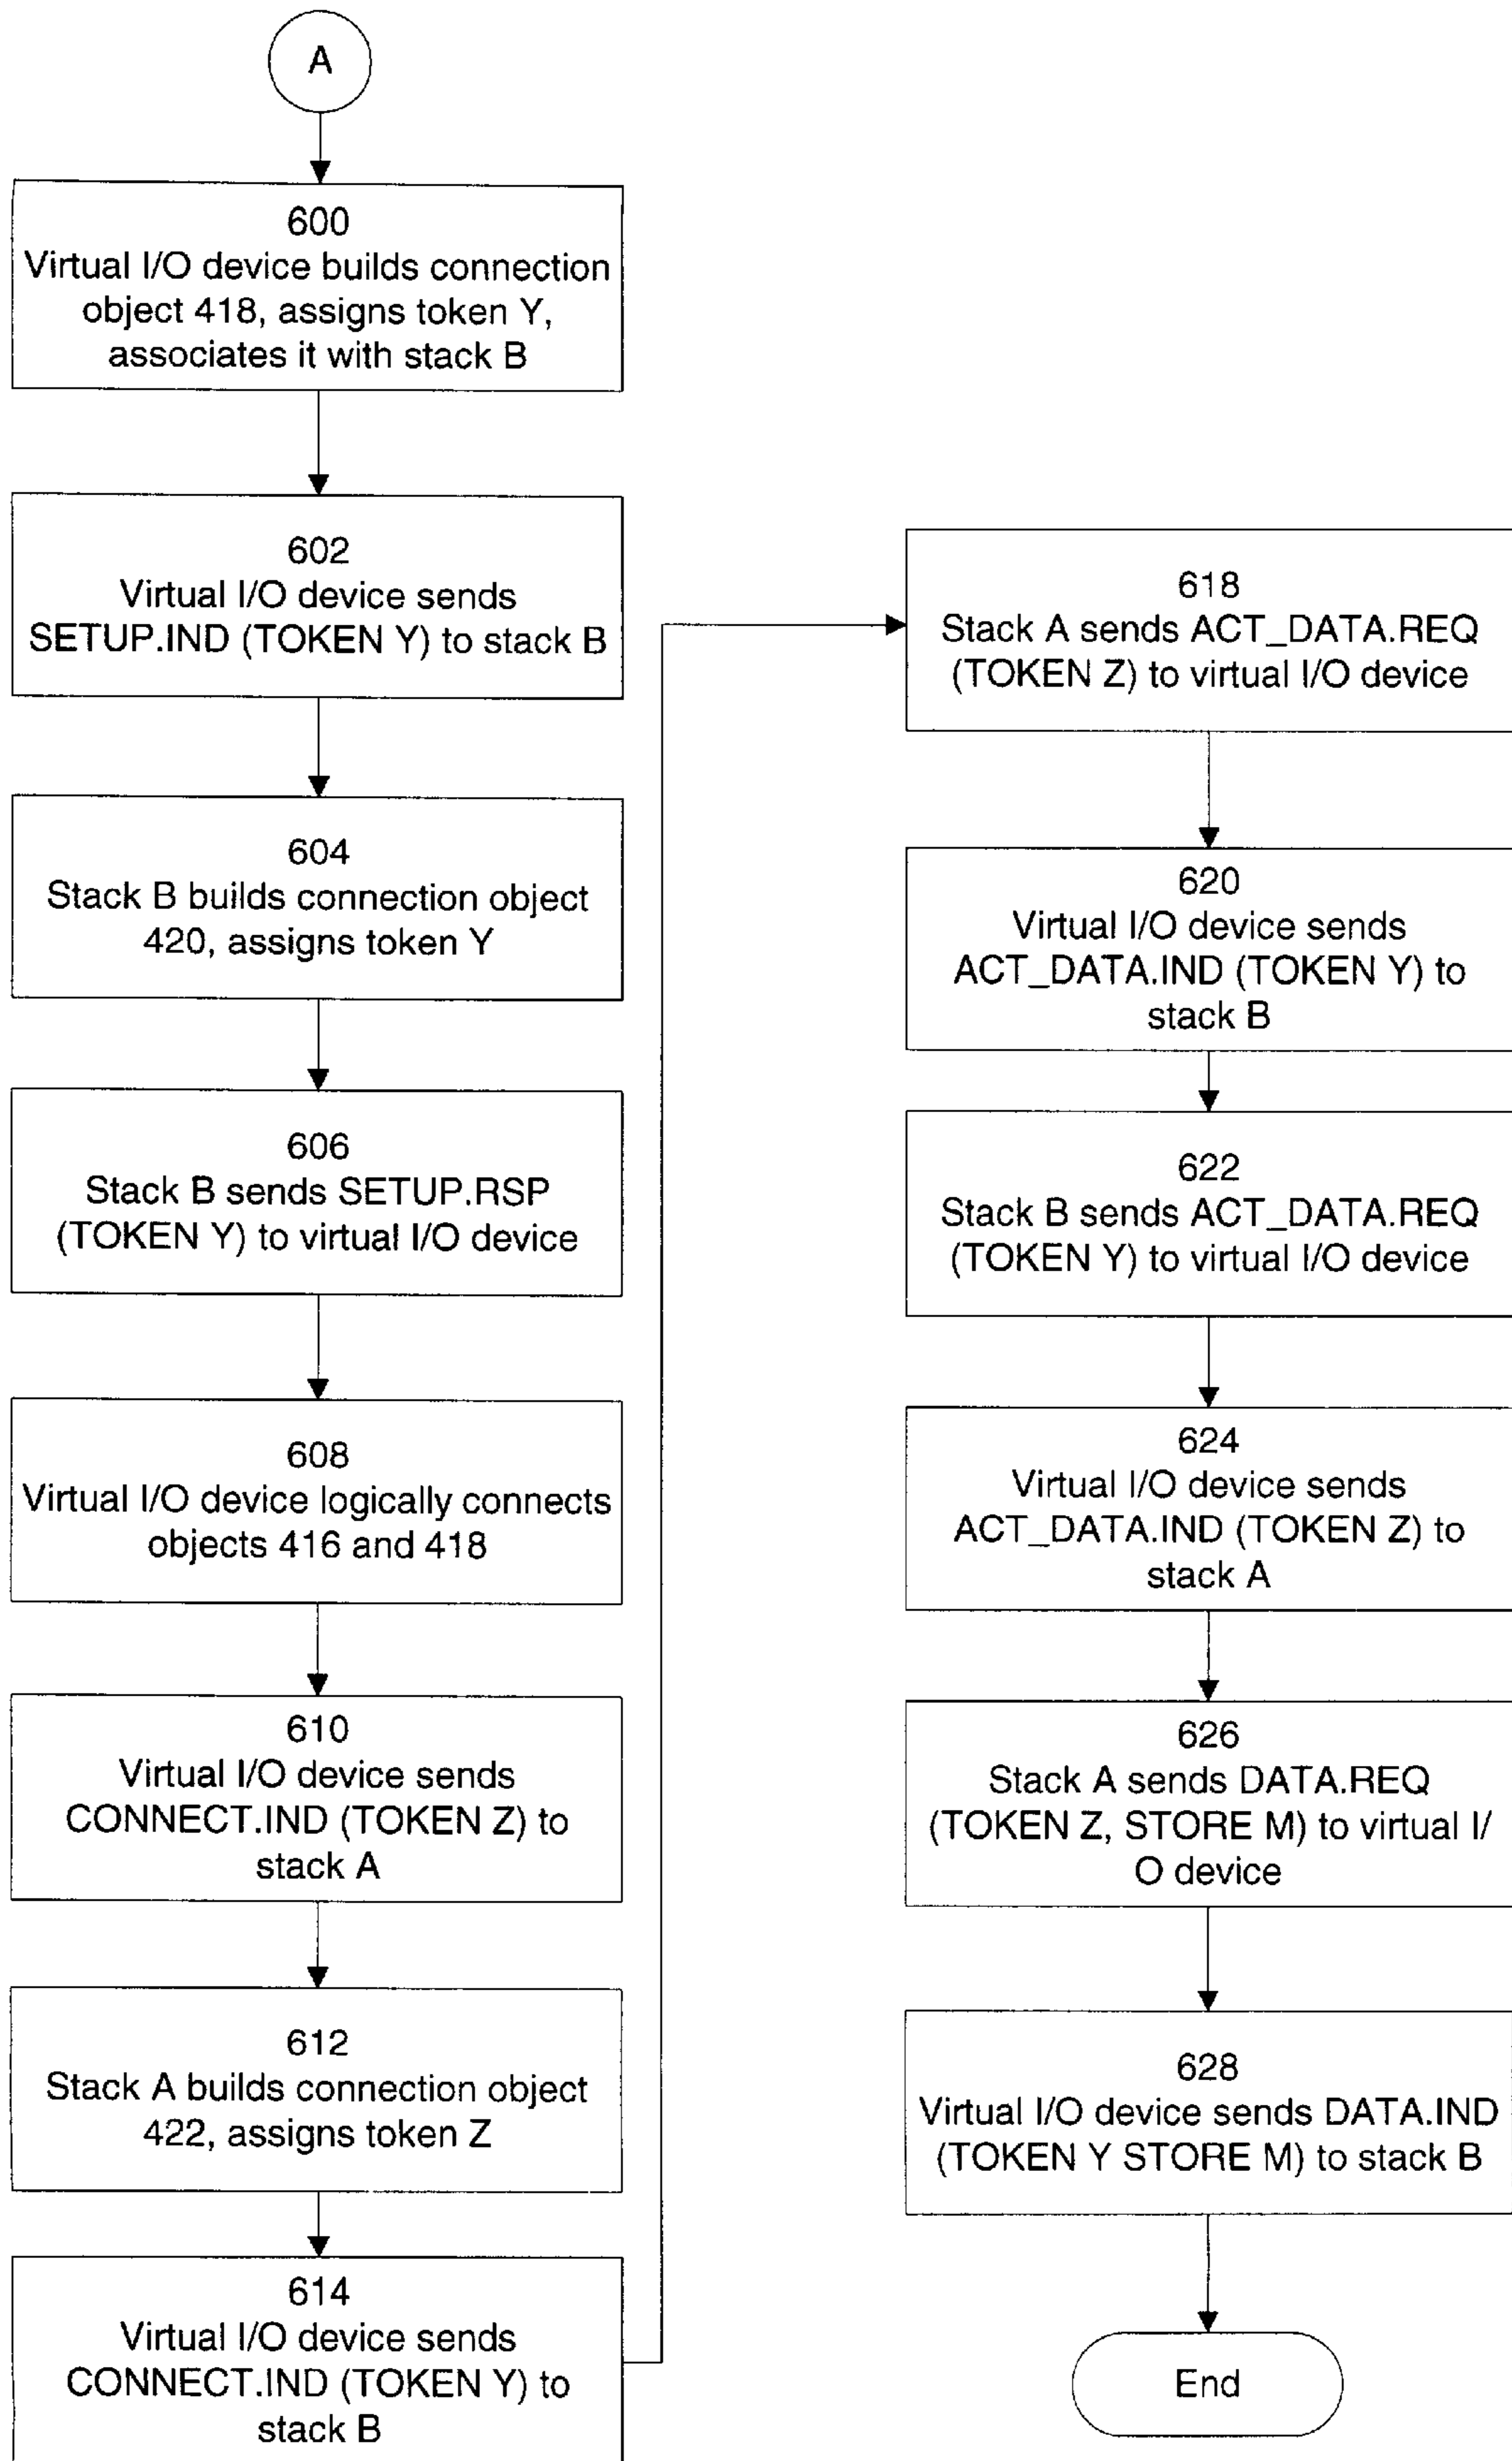 A
600
Virtual I/O device builds connection
object 418, assigns token Y,
associates it with stack B
602
Virtual I/O device sends
SETUP.IND (TOKEN Y) to stack B
604
Stack B builds connection object
420, assigns token Y
606
Stack B sends SETUP.RSP
(TOKEN Y) to virtual I/O device
608
Virtual I/O device logically connects
objects 416 and 418
610
Virtual I/O device sends
CONNECT.IND (TOKEN Z) to
stack A
612
Stack A builds connection object
422, assigns token Z
614
Virtual I/O device sends
CONNECT.IND (TOKEN Y) to
stack B
618
Stack A sends ACT_DATA.REQ
(TOKEN Z) to virtual I/O device
620
Virtual I/O device sends
ACT_DATA.IND (TOKEN Y) to
stack B
622
Stack B sends ACT_DATA.REQ
(TOKEN Y) to virtual I/O device
624
Virtual I/O device sends
ACT_DATA.IND (TOKEN Z) to
stack A
626
Stack A sends DATA.REQ
(TOKEN Z, STORE M) to virtual I/
O device
628
Virtual I/O device sends DATA.IND
(TOKEN Y STORE M) to stack B
End